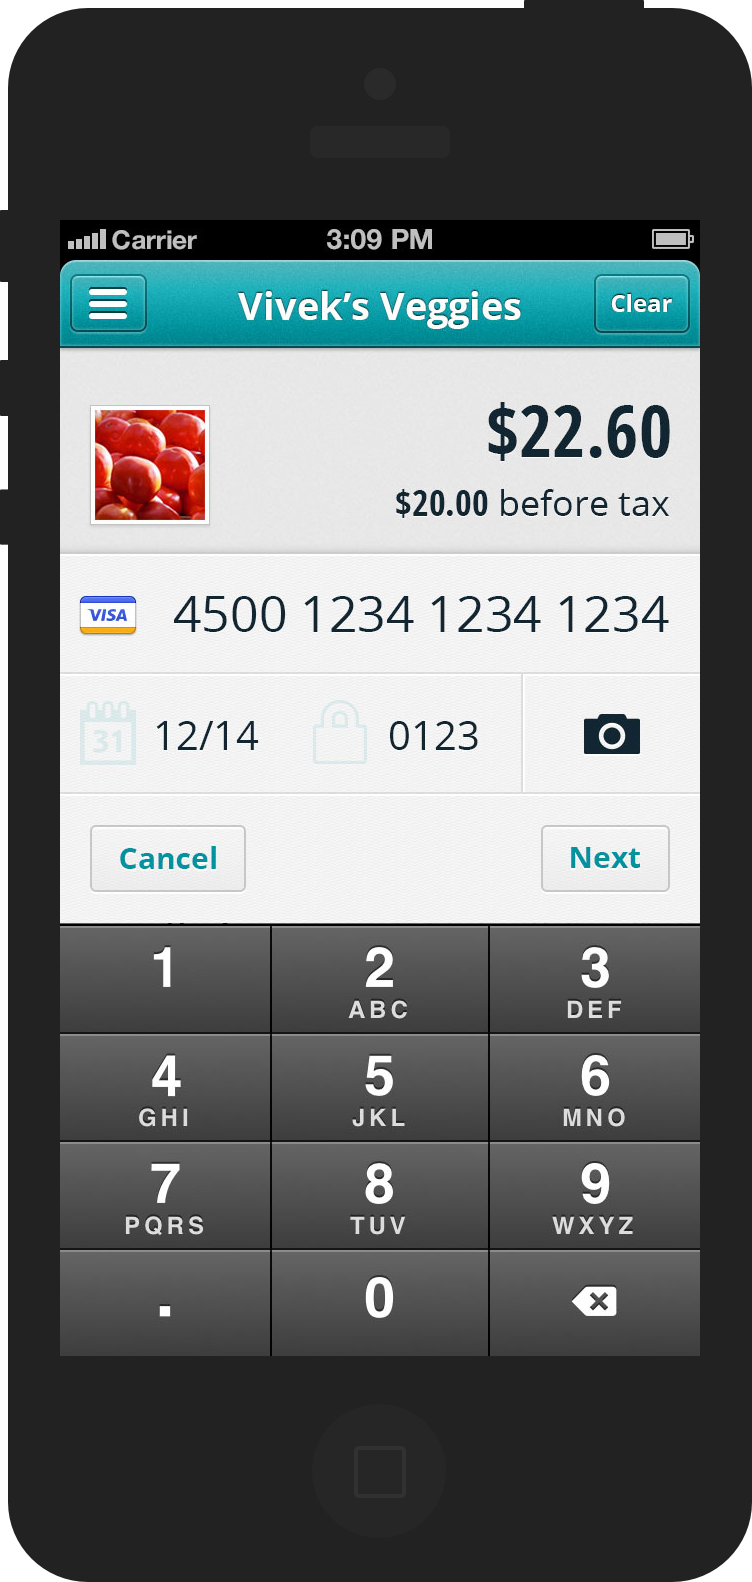 Carrier 3:09 PM
Vivek’s Veggies Clear
$22.60
$20.00 before tax
VISA 4500 1234 1234 1234
31 12/14 0123
Cancel Next
1 2 3
ABC DEF
4 5 6
GHI JKL MNO
7 8 9
PQRS TUV WXYZ
. 0